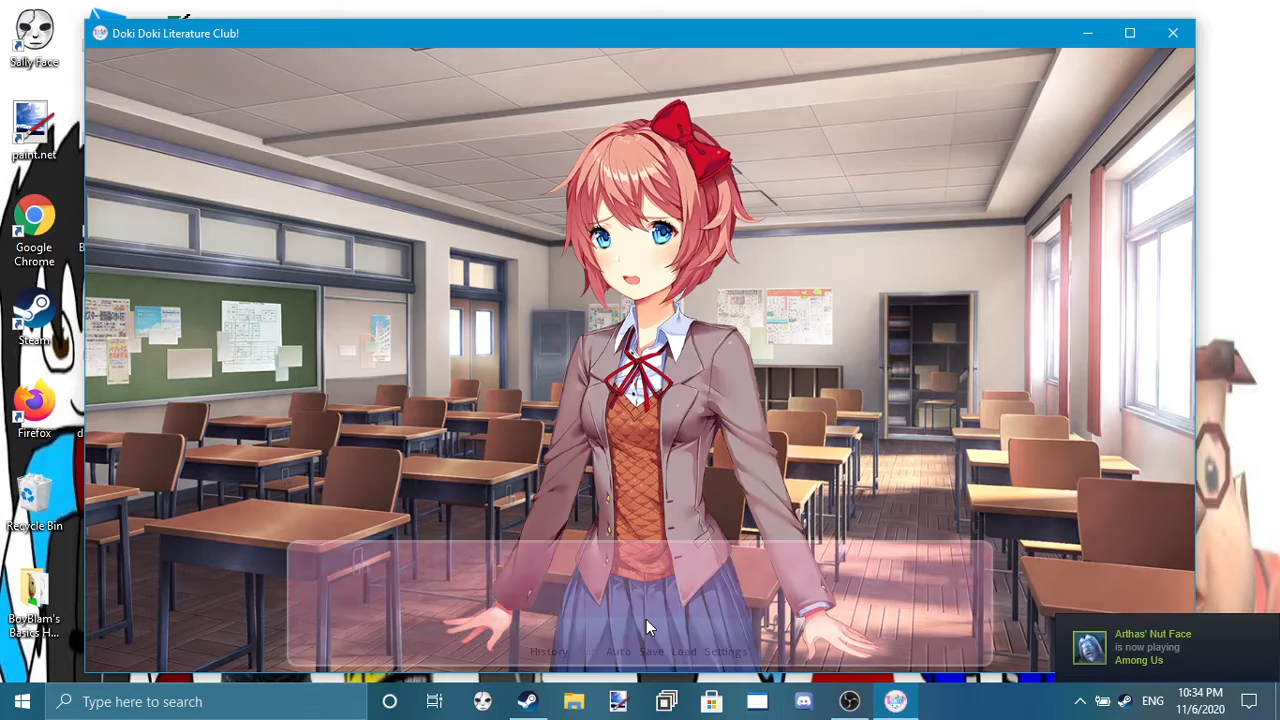 Doki Doki Literature Club!
Sally Face
paint.net
Google
Chrome
Steam
Firefox
Recycle Bin
BoyBlam's
Basics H...
History
Auto
Save
Load
Settings
Arthas' Nut Face
is now playing
Among Us
Type here to search
ENG
10:34 PM
11/6/2020